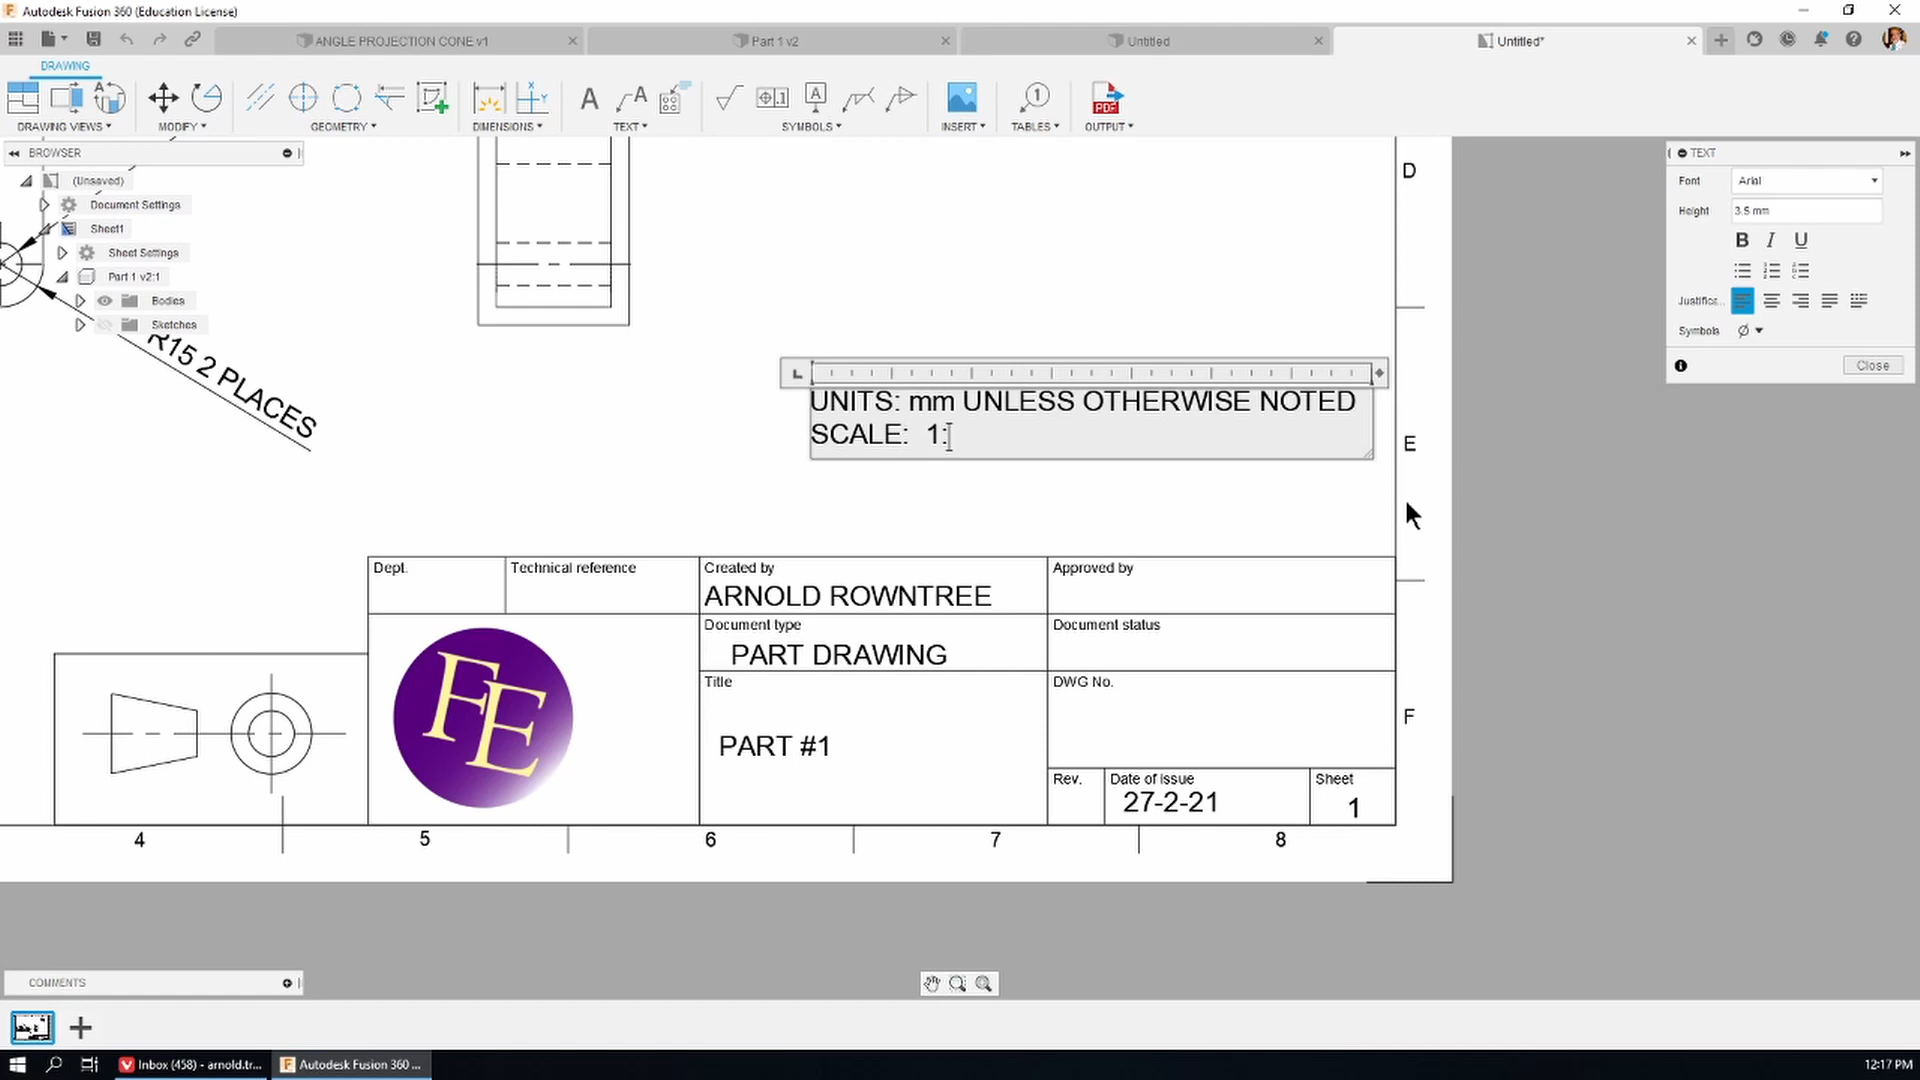 Autodesk Fusion 360 (Education License)
ANGLE PROJECTION CONE v1
Part 1 v2
Untitled
Untitled*
DRAWING
A
A
A
1
PDF
DRAWING VIEWS
MODIFY
GEOMETRY
DIMENSIONS
TEXT
SYMBOLS
INSERT
TABLES
OUTPUT
BROWSER
(Unsaved)
Document Settings
Sheet1
Sheet Settings
Part 1 v2:1
Bodies
Sketches
R15 2 PLACES
TEXT
Font
Arial
Height
3.5 mm
B I U
Justific...
Symbols
Ø
Close
D
E
F
UNITS: mm UNLESS OTHERWISE NOTED
SCALE: 1:
Dept.
Technical reference
Created by
ARNOLD ROWNTREE
Approved by
Document type
PART DRAWING
Document status
Title
PART #1
DWG No.
FE
Rev.
Date of issue
27-2-21
Sheet
1
4
5
6
7
8
COMMENTS
Inbox (458) - arnold.tr...
Autodesk Fusion 360 ...
12:17 PM